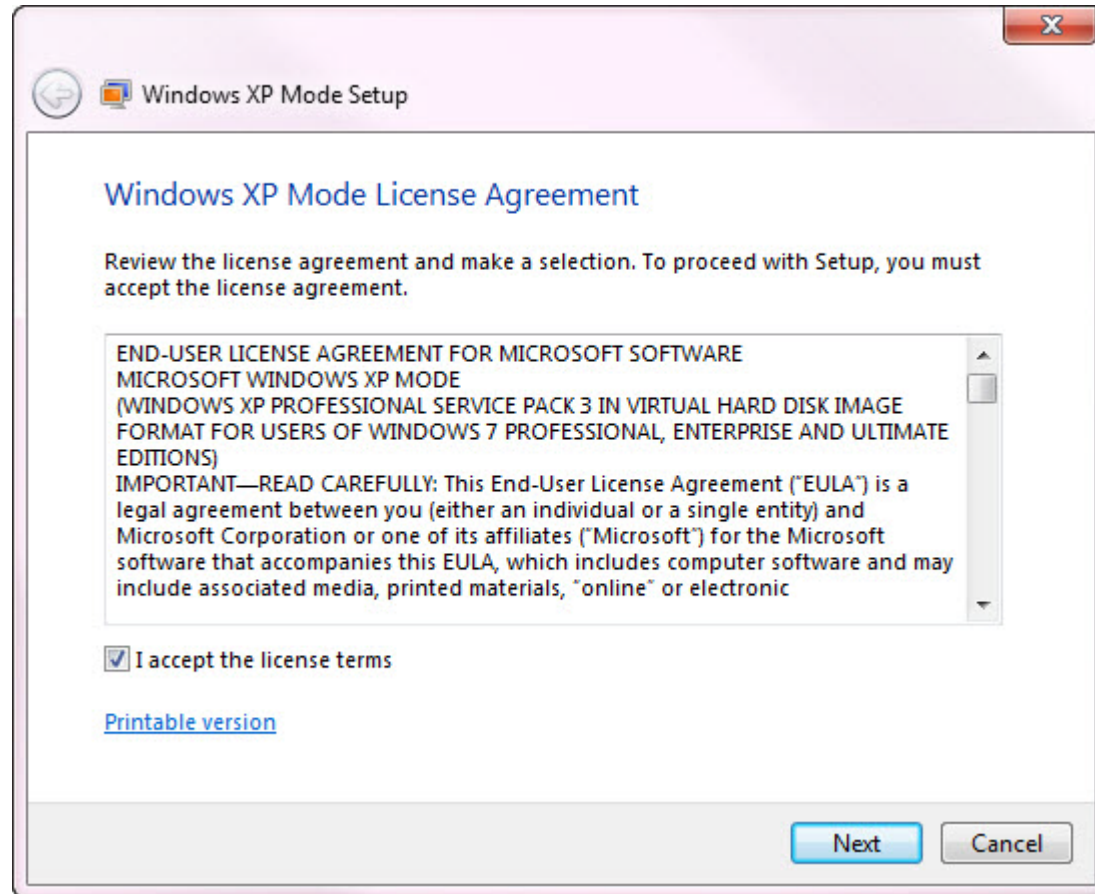 Windows XP Mode Setup
Windows XP Mode License Agreement
Review the license agreement and make a selection. To proceed with Setup, you must
accept the license agreement.
END-USER LICENSE AGREEMENT FOR MICROSOFT SOFTWARE
MICROSOFT WINDOWS XP MODE
(WINDOWS XP PROFESSIONAL SERVICE PACK 3 IN VIRTUAL HARD DISK IMAGE
FORMAT FOR USERS OF WINDOWS 7 PROFESSIONAL, ENTERPRISE AND ULTIMATE
EDITIONS)
IMPORTANT—READ CAREFULLY: This End-User License Agreement ("EULA") is a
legal agreement between you (either an individual or a single entity) and
Microsoft Corporation or one of its affiliates ("Microsoft") for the Microsoft
software that accompanies this EULA, which includes computer software and may
include associated media, printed materials, "online" or electronic
I accept the license terms
Printable version
Next
Cancel